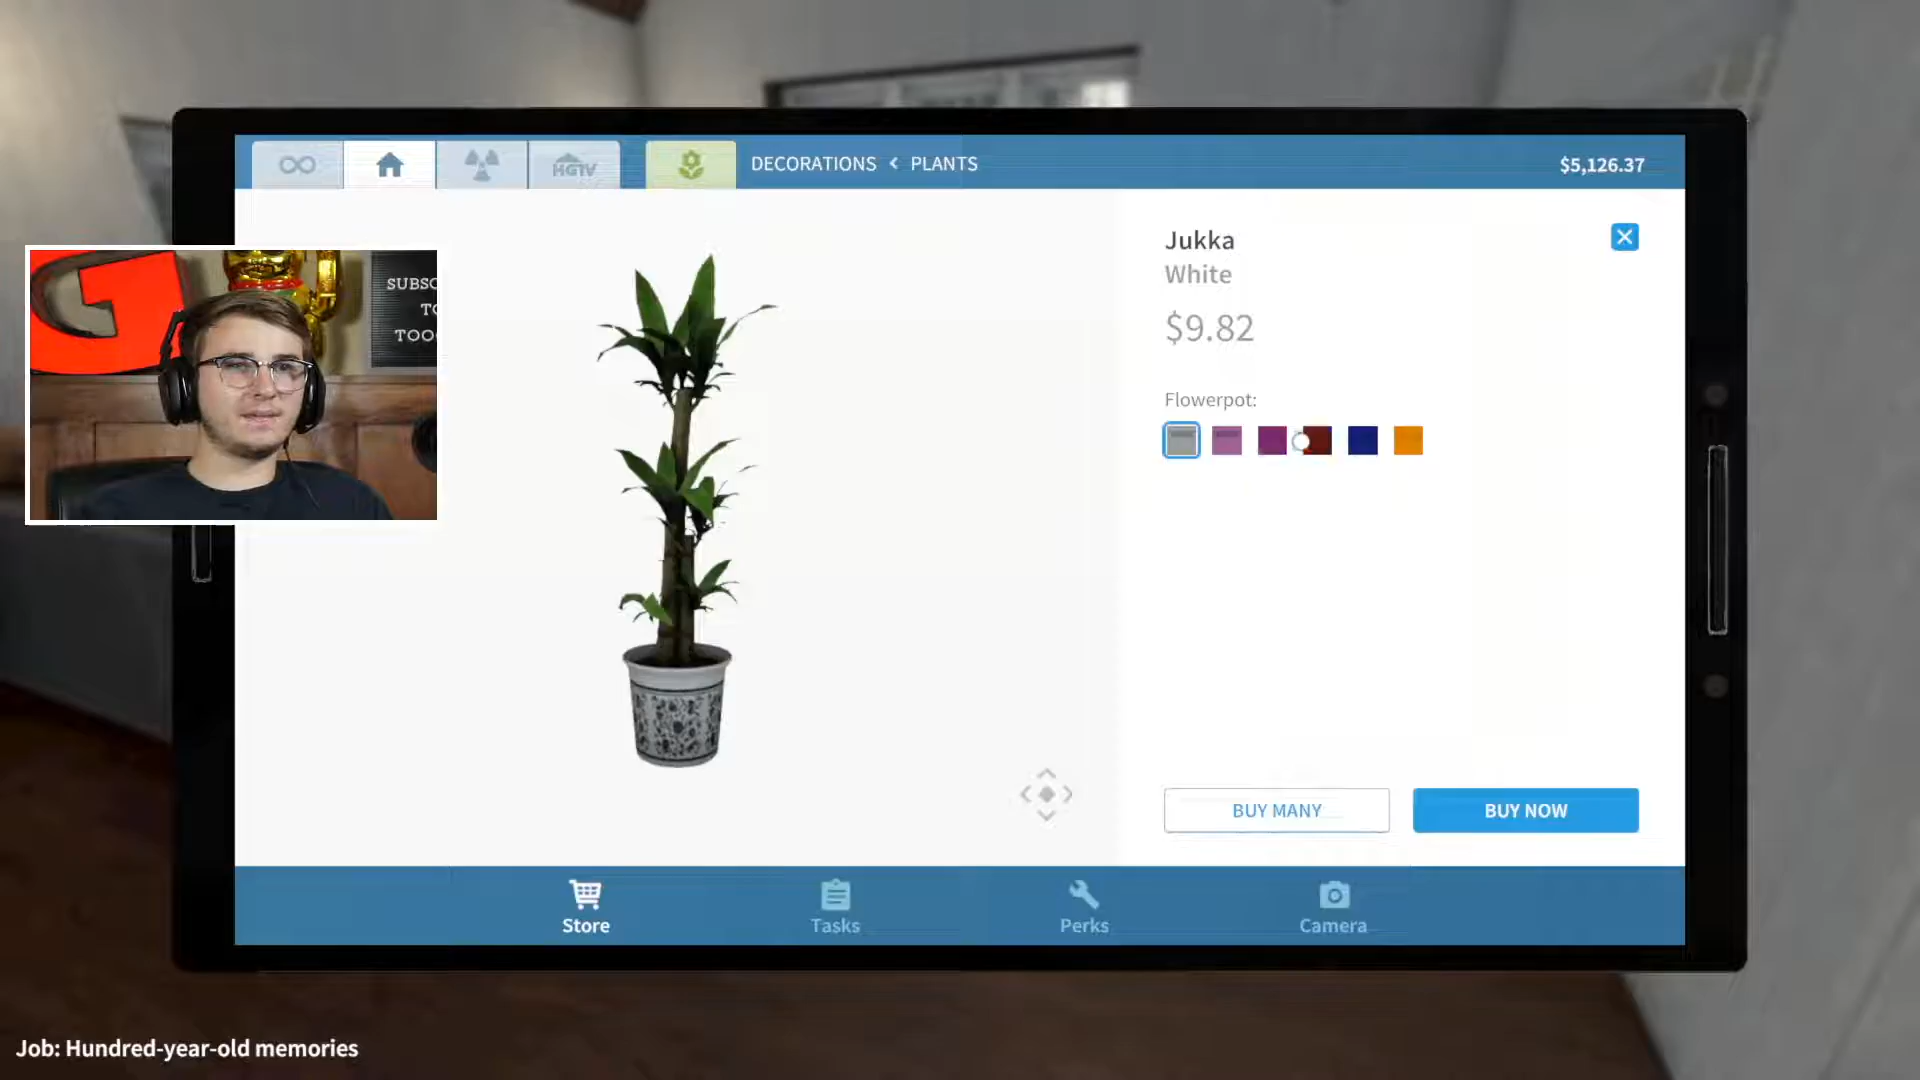 HGTV
DECORATIONS < PLANTS
$5,126.37
Jukka
White
$9.82
Flowerpot:
SUBSC
TO
TOO
BUY MANY
BUY NOW
Store
Tasks
Perks
Camera
Job: Hundred-year-old memories